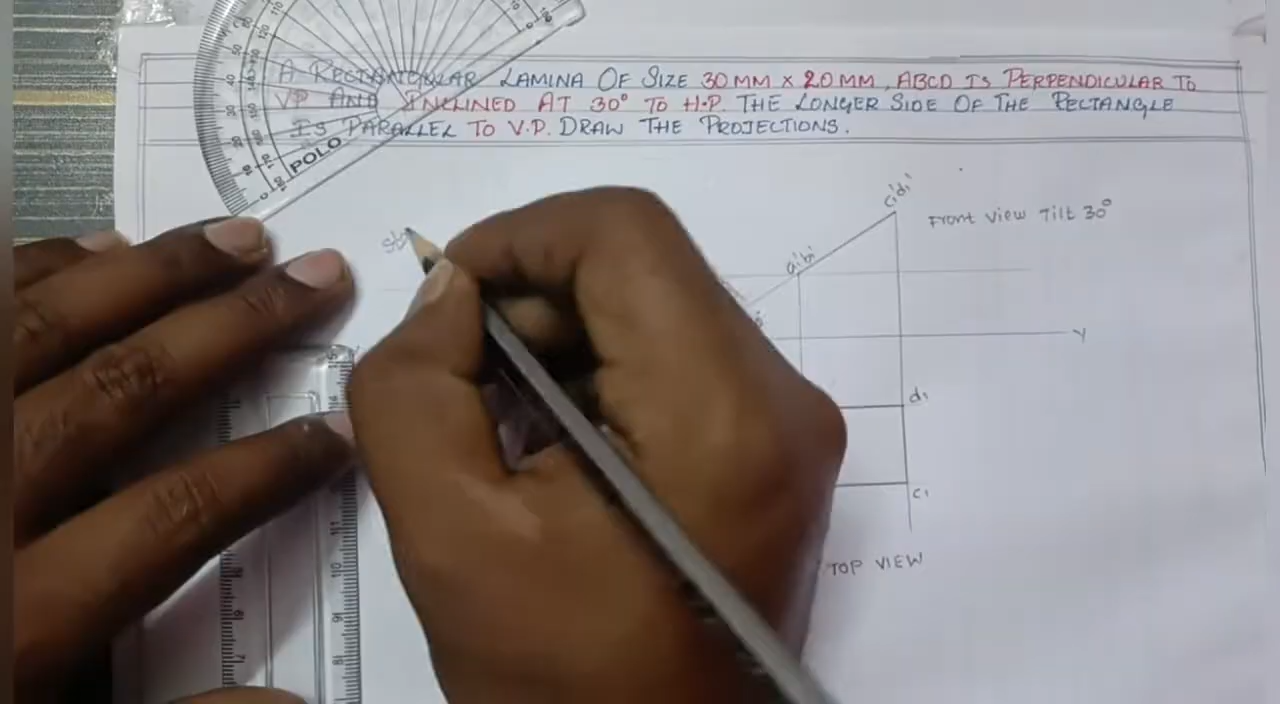 A RECTANGULAR LAMINA OF SIZE 30 MM X 20 MM, ABCD IS PERPENDICULAR TO
VP AND INCLINED AT 30° TO H.P. THE LONGER SIDE OF THE RECTANGLE
IS PARALLEL TO V.P. DRAW THE PROJECTIONS.
POLO
c'd'
Front View Tilt 30°
a'b'
Y
d₁
c₁
TOP VIEW